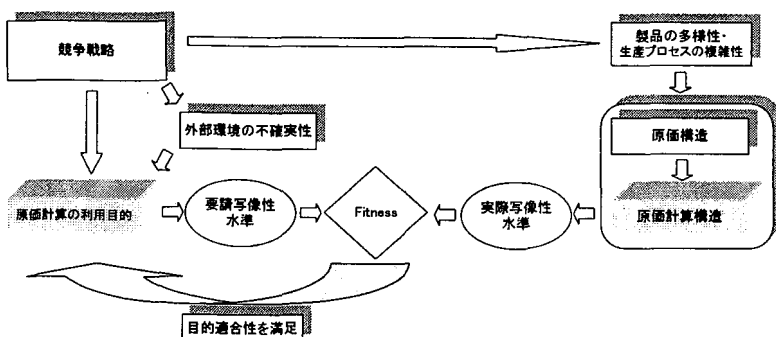 競争戦略
製品の多様性・
生産プロセスの複雑性
外部環境の不確実性
原価構造
原価計算の利用目的
要請写像性
水準
Fitness
実際写像性
水準
原価計算構造
目的適合性を満足